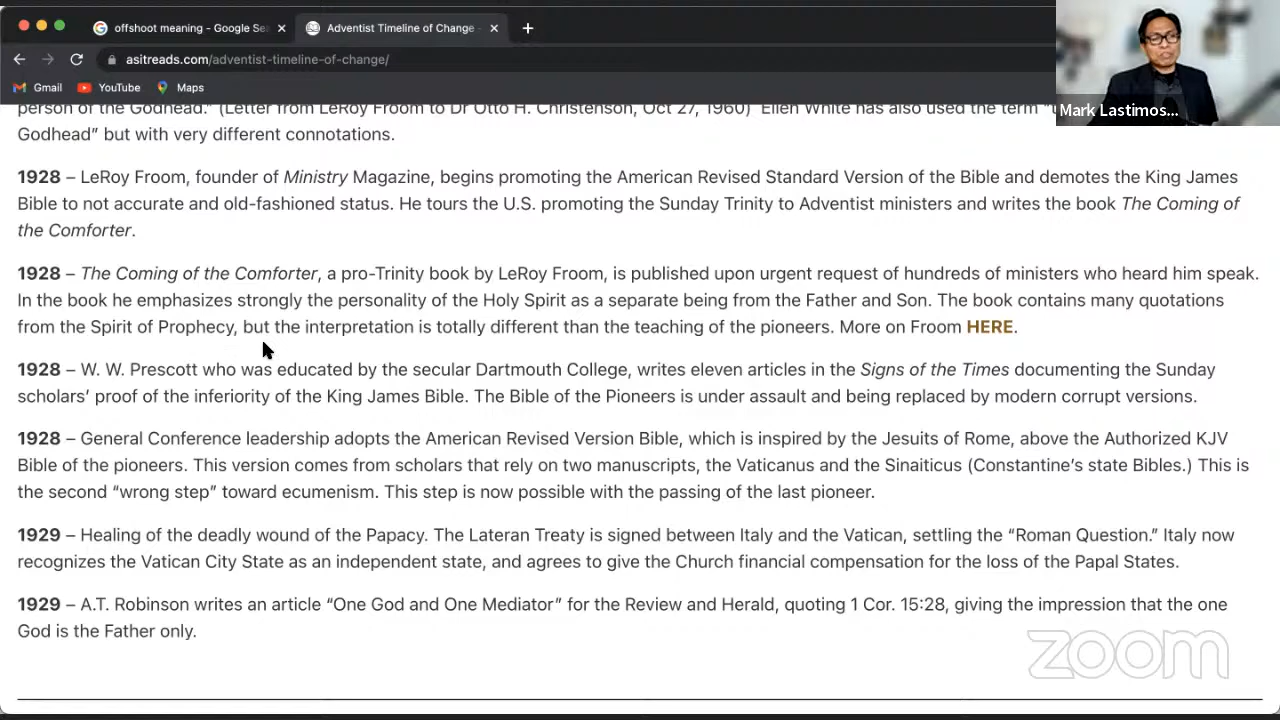 offshoot meaning - Google Se
Adventist Timeline of Change -
asitreads.com/adventist-timeline-of-change/
Gmail YouTube Maps
person of the Godhead." (Letter from LeRoy Froom to Dr Otto H. Christenson, Oct 27, 1960) Ellen White has also used the term
Godhead" but with very different connotations.
Mark Lastimos...
1928 – LeRoy Froom, founder of Ministry Magazine, begins promoting the American Revised Standard Version of the Bible and demotes the King James
Bible to not accurate and old-fashioned status. He tours the U.S. promoting the Sunday Trinity to Adventist ministers and writes the book The Coming of
the Comforter.
1928 – The Coming of the Comforter, a pro-Trinity book by LeRoy Froom, is published upon urgent request of hundreds of ministers who heard him speak.
In the book he emphasizes strongly the personality of the Holy Spirit as a separate being from the Father and Son. The book contains many quotations
from the Spirit of Prophecy, but the interpretation is totally different than the teaching of the pioneers. More on Froom HERE.
1928 – W. W. Prescott who was educated by the secular Dartmouth College, writes eleven articles in the Signs of the Times documenting the Sunday
scholars' proof of the inferiority of the King James Bible. The Bible of the Pioneers is under assault and being replaced by modern corrupt versions.
1928 – General Conference leadership adopts the American Revised Version Bible, which is inspired by the Jesuits of Rome, above the Authorized KJV
Bible of the pioneers. This version comes from scholars that rely on two manuscripts, the Vaticanus and the Sinaiticus (Constantine's state Bibles.) This is
the second "wrong step" toward ecumenism. This step is now possible with the passing of the last pioneer.
1929 – Healing of the deadly wound of the Papacy. The Lateran Treaty is signed between Italy and the Vatican, settling the "Roman Question." Italy now
recognizes the Vatican City State as an independent state, and agrees to give the Church financial compensation for the loss of the Papal States.
1929 – A.T. Robinson writes an article "One God and One Mediator" for the Review and Herald, quoting 1 Cor. 15:28, giving the impression that the one
God is the Father only.
zoom